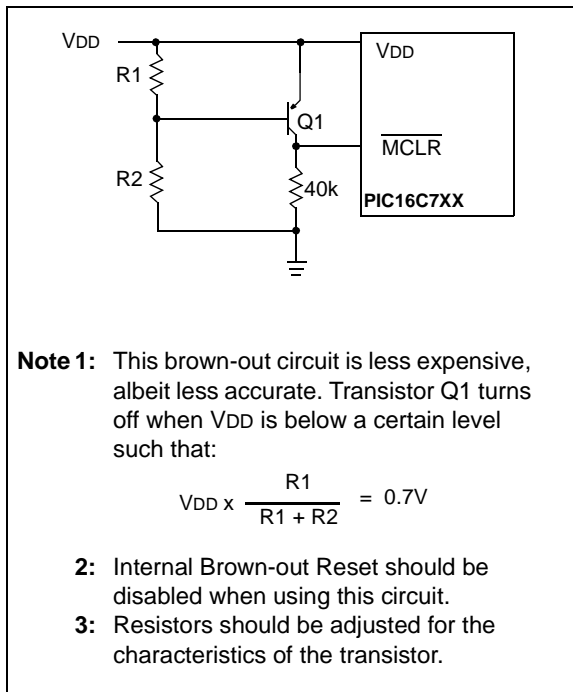 VDD
VDD
R1
Q1
MCLR
R2
40k
PIC16C7XX
Note 1: This brown-out circuit is less expensive,
albeit less accurate. Transistor Q1 turns
off when VDD is below a certain level
such that:
VDD x R1 / R1 + R2 = 0.7V
2: Internal Brown-out Reset should be
disabled when using this circuit.
3: Resistors should be adjusted for the
characteristics of the transistor.